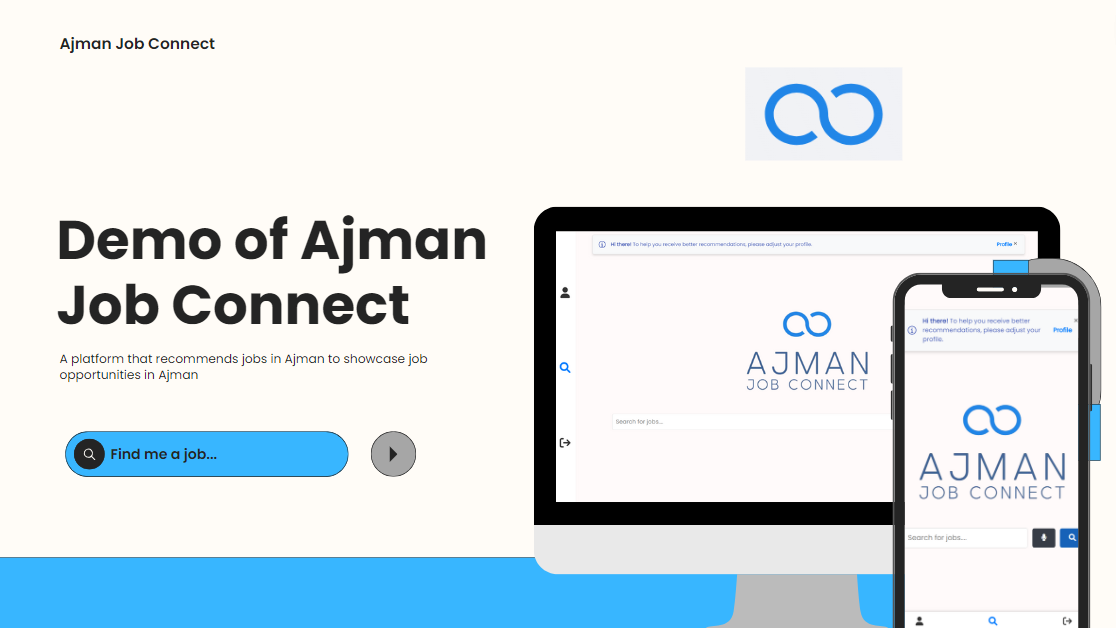 Ajman Job Connect
Demo of Ajman
Job Connect
A platform that recommends jobs in Ajman to showcase job
opportunities in Ajman
Find me a job...
Hi there! To help you receive better recommendations, please adjust your profile.
Profile ×
AJMAN
JOB CONNECT
Search for jobs...
Hi there! To help you receive better
recommendations, please adjust your
profile.
Profile
×
AJMAN
JOB CONNECT
Search for jobs...